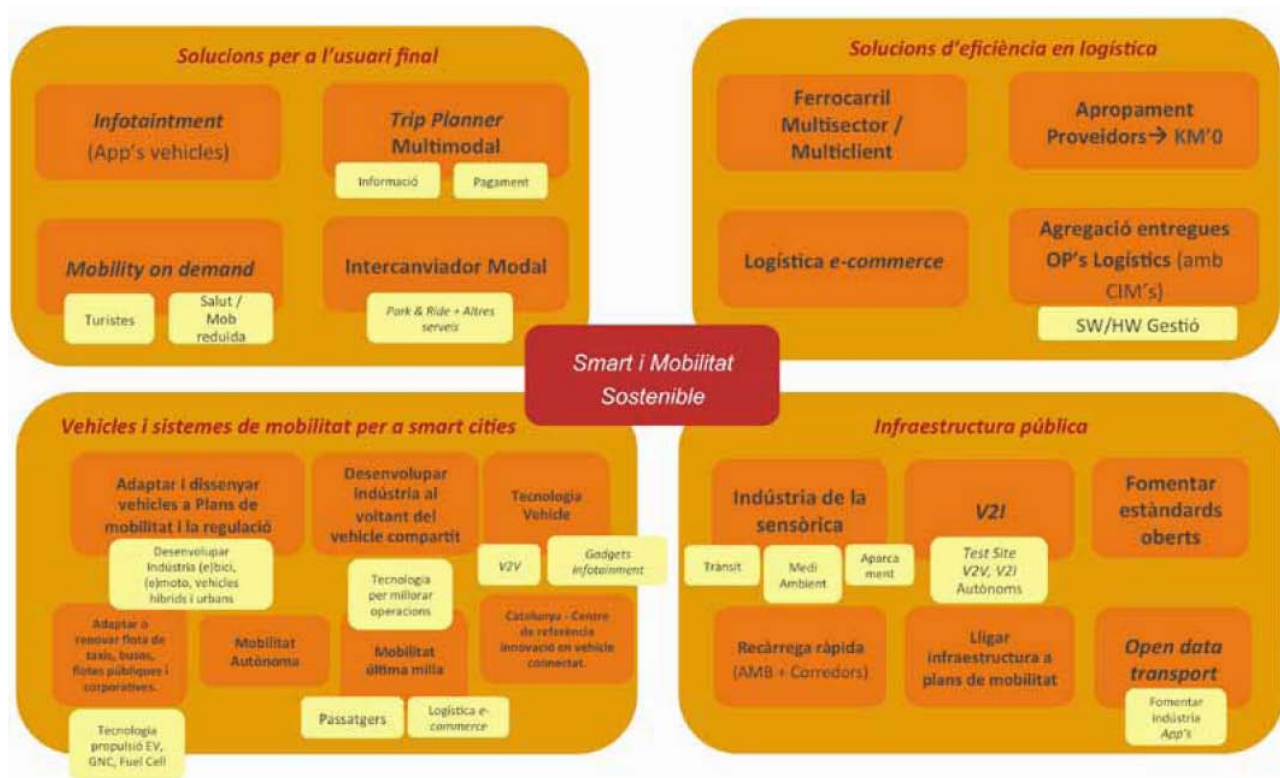 Solucions per a l'usuari final
Infotaintment
(App's vehicles)
Trip Planner
Multimodal
Informació
Pagament
Mobility on demand
Turistes
Salut /
Mob
reduïda
Intercanviador Modal
Park & Ride + Altres
serveis
Solucions d'eficiència en logística
Ferrocarril
Multisector /
Multiclient
Apropament
Proveidors→ KM'0
Logística e-commerce
Agregació entregues
OP's Logístics (amb
CIM´s)
SW/HW Gestió
Smart i Mobilitat
Sostenible
Vehicles i sistemes de mobilitat per a smart cities
Adaptar i dissenyar
vehicles a Plans de
mobilitat i la regulació
Desenvolupar
Indústria (e)bici,
(e)moto, vehicles
híbrids i urbans
Desenvolupar
indústria al
voltant del
vehicle compartit
Tecnologia
per millorar
operacions
Tecnologia
Vehicle
V2V
Gadgets
infotainment
Adaptar o
renovar flota de
taxis, busos,
flotes públiques i
corporatives.
Tecnologia
propulsió EV,
GNC, Fuel Cell
Mobilitat
Autònoma
Mobilitat
última milla
Passatgers
Logística e-
commerce
Catalunya - Centre
de referència
innovació en vehicle
connectat.
Infraestructura pública
Indústria de la
sensòrica
Trànsit
Medi
Ambient
Aparca
ment
V2I
Test Site
V2V, V2I
Autònoms
Fomentar
estàndards
oberts
Recàrrega ràpida
(AMB + Corredors)
Lligar
infraestructura a
plans de mobilitat
Open data
transport
Fomentar
indústria
App's